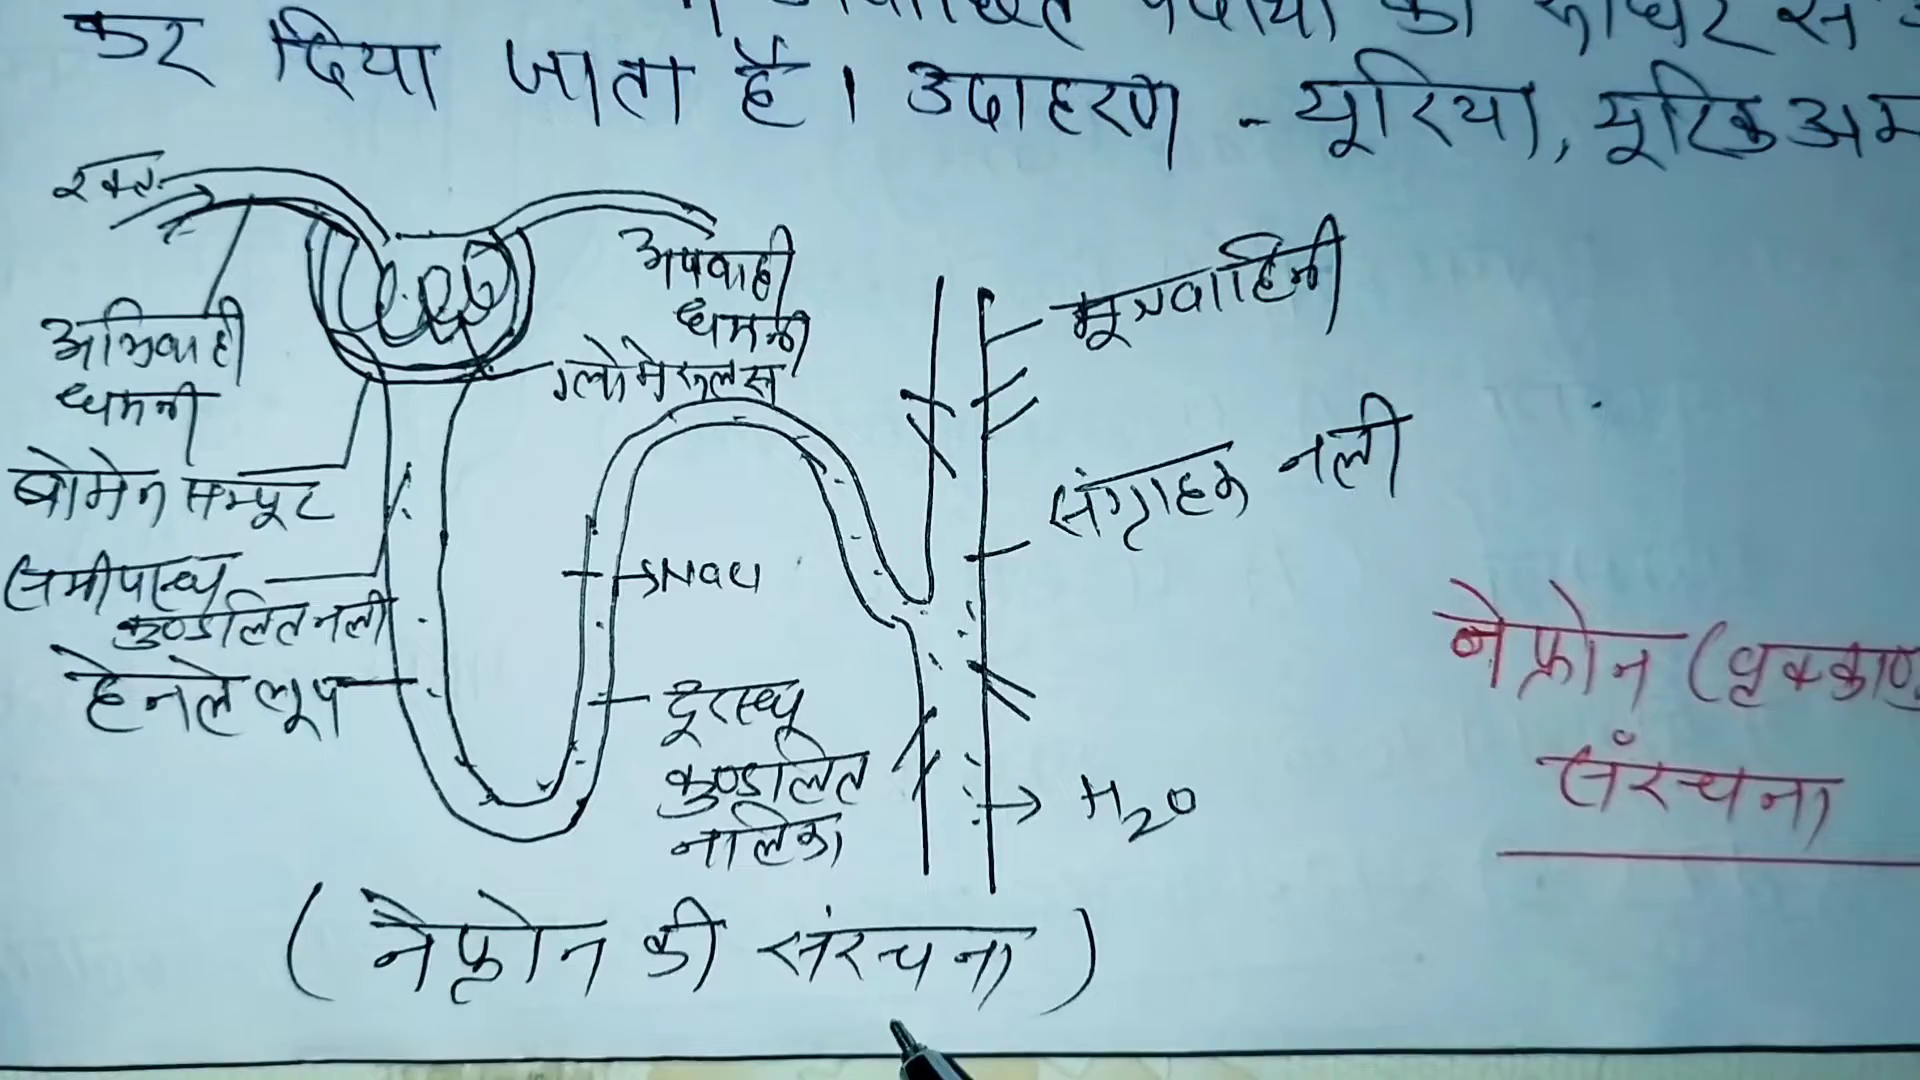 पदार्थो को रूधिर से
कर दिया जाता है। उदाहरण - यूरिया, यूरिक अम
रक्त
अपवाही
धमनी
अभिवाही
धमनी
ग्लोमेरूलस
बोमेन सम्पूट
समीपस्थ
कुण्डलित नली
हेनले लूप
NaCl
दूरस्थ
कुण्डलित
नालिका
मूत्रवाहिनी
संग्राहक नली
H2O
नेफ्रोन (वृक्काणु
संरचना
(नेफ्रोन की संरचना)